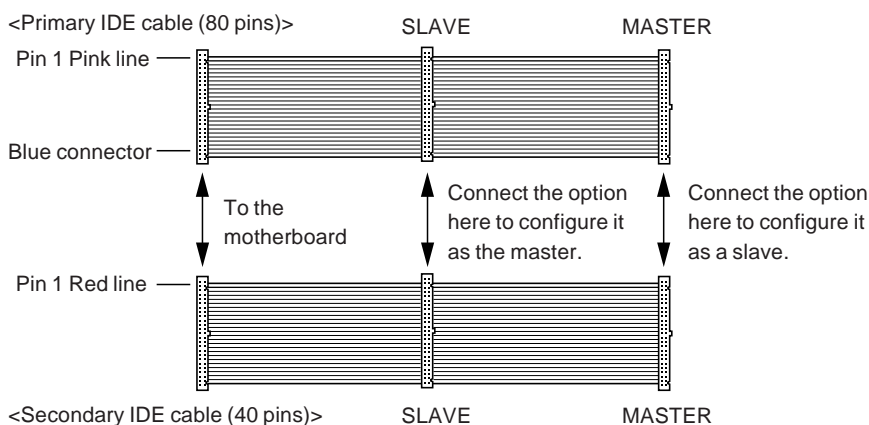 <Primary IDE cable (80 pins)>
SLAVE
MASTER
Pin 1 Pink line
Blue connector
To the
motherboard
Connect the option
here to configure it
as the master.
Connect the option
here to configure it
as a slave.
Pin 1 Red line
<Secondary IDE cable (40 pins)>
SLAVE
MASTER